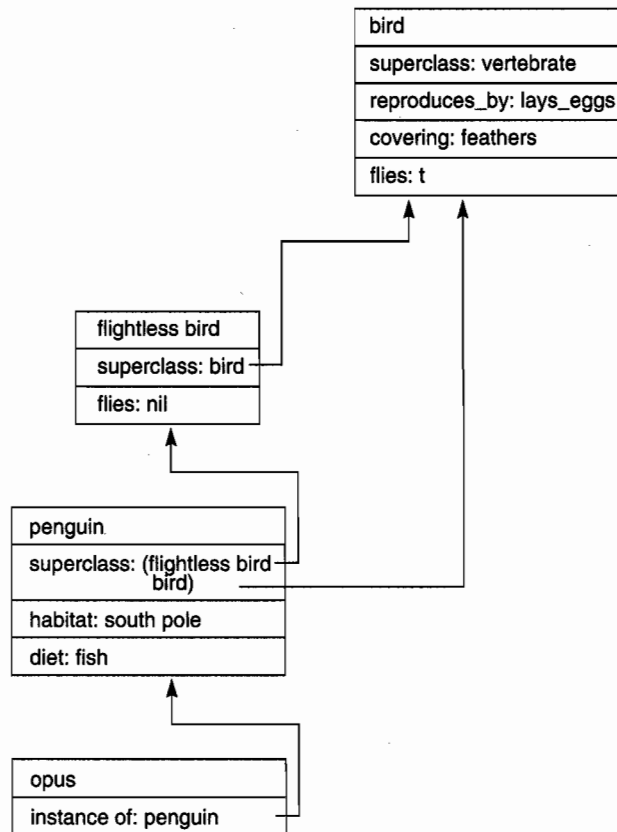 bird
superclass: vertebrate
reproduces_by: lays_eggs
covering: feathers
flies: t
flightless bird
superclass: bird
flies: nil
penguin
superclass: (flightless bird
bird)
habitat: south pole
diet: fish
opus
instance of: penguin